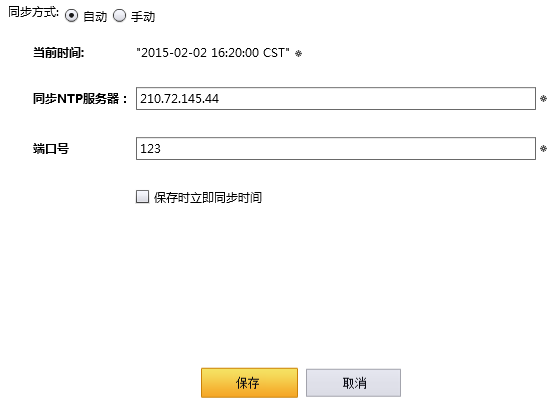 同步方式: 自动 手动
当前时间: "2015-02-02 16:20:00 CST" *
同步NTP服务器： 210.72.145.44 *
端口号 123 *
保存时立即同步时间
保存 取消